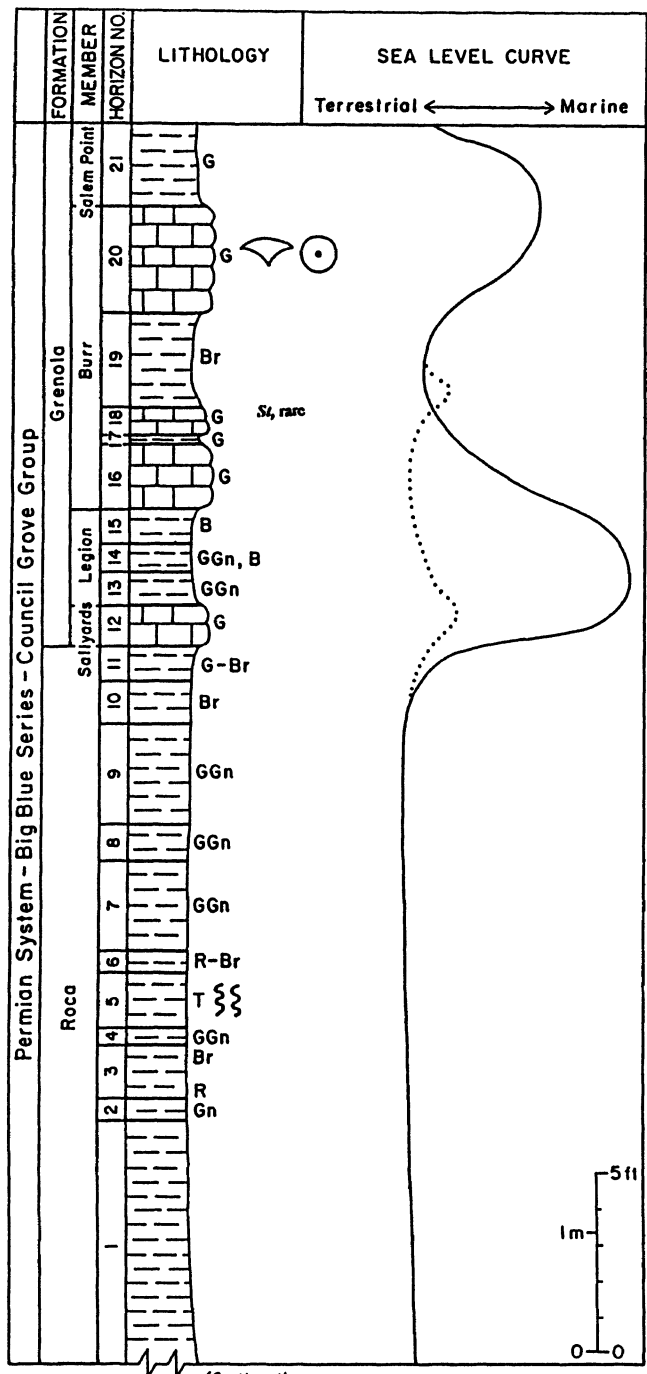 FORMATION
MEMBER
HORIZON NO.
LITHOLOGY
SEA LEVEL CURVE
Terrestrial
Marine
Permian System – Big Blue Series – Council Grove Group
Grenola
Roca
Salem Point
Burr
Legion
Sallyards
21
G
20
G
19
Br
18
G
St, rare
17
G
16
G
15
B
14
GGn, B
13
GGn
12
G
11
G-Br
10
Br
9
GGn
8
GGn
7
GGn
6
R-Br
5
T
4
GGn
3
Br
R
2
Gn
1
5 ft
1 m
0
0